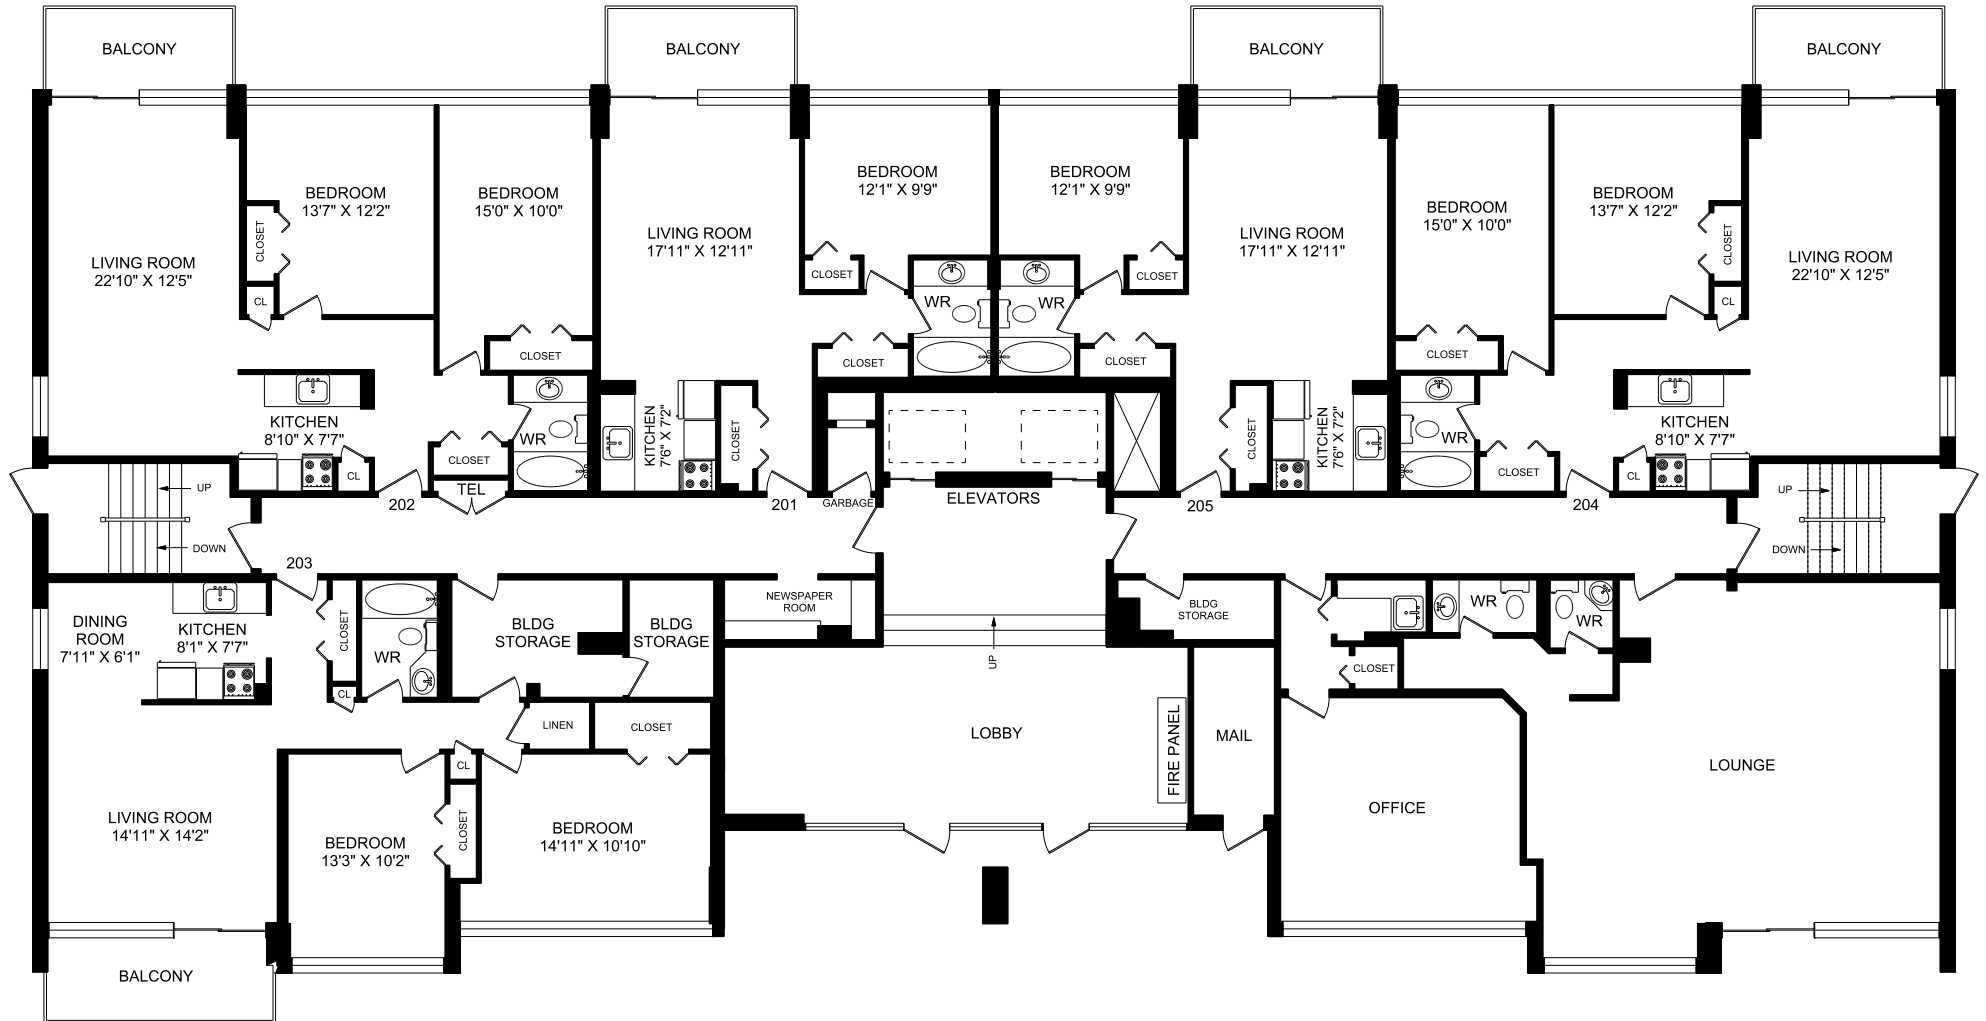 BALCONY
BALCONY
BALCONY
BALCONY
LIVING ROOM
22'10" X 12'5"
CLOSET
CL
BEDROOM
13'7" X 12'2"
BEDROOM
15'0" X 10'0"
CLOSET
LIVING ROOM
17'11" X 12'11"
BEDROOM
12'1" X 9'9"
CLOSET
WR
CLOSET
BEDROOM
12'1" X 9'9"
CLOSET
WR
CLOSET
LIVING ROOM
17'11" X 12'11"
BEDROOM
15'0" X 10'0"
CLOSET
BEDROOM
13'7" X 12'2"
CLOSET
CL
LIVING ROOM
22'10" X 12'5"
KITCHEN
8'10" X 7'7"
CL
CLOSET
WR
TEL
KITCHEN
7'6" X 7'2"
CLOSET
GARBAGE
ELEVATORS
CLOSET
KITCHEN
7'6" X 7'2"
WR
CLOSET
KITCHEN
8'10" X 7'7"
CL
UP
DOWN
202
201
205
204
UP
DOWN
203
DINING
ROOM
7'11" X 6'1"
KITCHEN
8'1" X 7'7"
CLOSET
CL
WR
BLDG
STORAGE
BLDG
STORAGE
NEWSPAPER
ROOM
UP
BLDG
STORAGE
WR
WR
CLOSET
LINEN
CLOSET
LOBBY
FIRE PANEL
MAIL
OFFICE
LOUNGE
LIVING ROOM
14'11" X 14'2"
BEDROOM
13'3" X 10'2"
CL
CLOSET
BEDROOM
14'11" X 10'10"
BALCONY